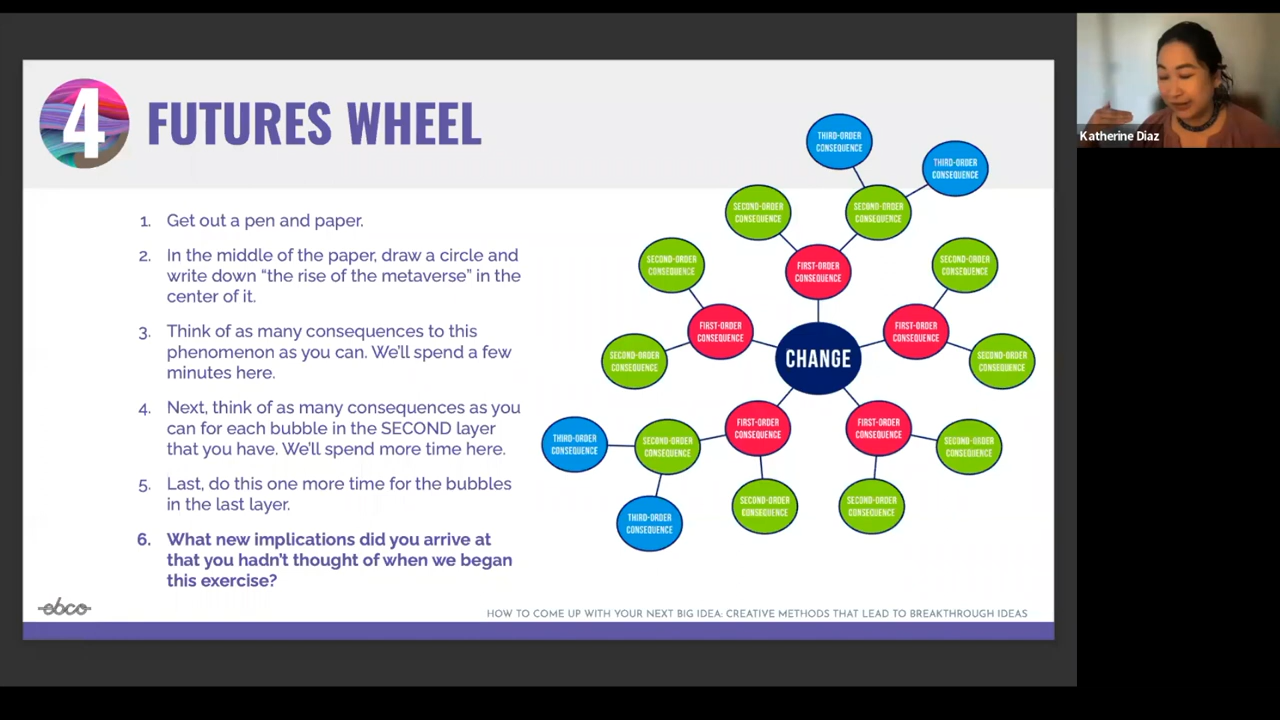 4
FUTURES WHEEL
1. Get out a pen and paper.
2. In the middle of the paper, draw a circle and
write down “the rise of the metaverse” in the
center of it.
3. Think of as many consequences to this
phenomenon as you can. We’ll spend a few
minutes here.
4. Next, think of as many consequences as you
can for each bubble in the SECOND layer
that you have. We’ll spend more time here.
5. Last, do this one more time for the bubbles
in the last layer.
6. What new implications did you arrive at
that you hadn’t thought of when we began
this exercise?
THIRD-ORDER
CONSEQUENCE
THIRD-ORDER
CONSEQUENCE
SECOND-ORDER
CONSEQUENCE
SECOND-ORDER
CONSEQUENCE
SECOND-ORDER
CONSEQUENCE
FIRST-ORDER
CONSEQUENCE
SECOND-ORDER
CONSEQUENCE
FIRST-ORDER
CONSEQUENCE
FIRST-ORDER
CONSEQUENCE
SECOND-ORDER
CONSEQUENCE
CHANGE
SECOND-ORDER
CONSEQUENCE
THIRD-ORDER
CONSEQUENCE
SECOND-ORDER
CONSEQUENCE
FIRST-ORDER
CONSEQUENCE
FIRST-ORDER
CONSEQUENCE
SECOND-ORDER
CONSEQUENCE
THIRD-ORDER
CONSEQUENCE
SECOND-ORDER
CONSEQUENCE
SECOND-ORDER
CONSEQUENCE
ebco
HOW TO COME UP WITH YOUR NEXT BIG IDEA: CREATIVE METHODS THAT LEAD TO BREAKTHROUGH IDEAS
Katherine Diaz